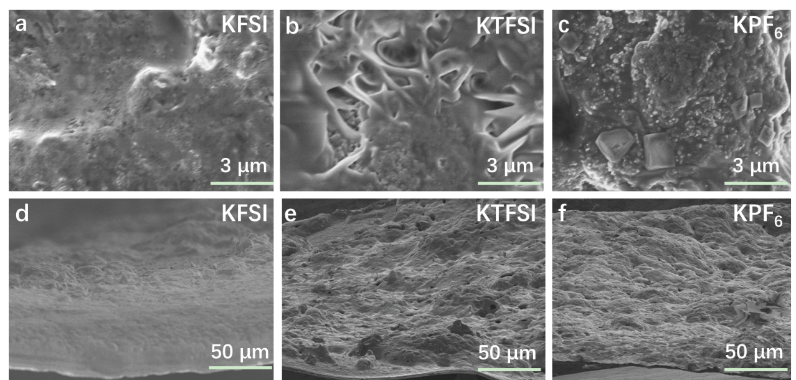 a KFSI
3 μm
b KTFSI
3 μm
c KPF₆
3 μm
d KFSI
50 μm
e KTFSI
50 μm
f KPF₆
50 μm